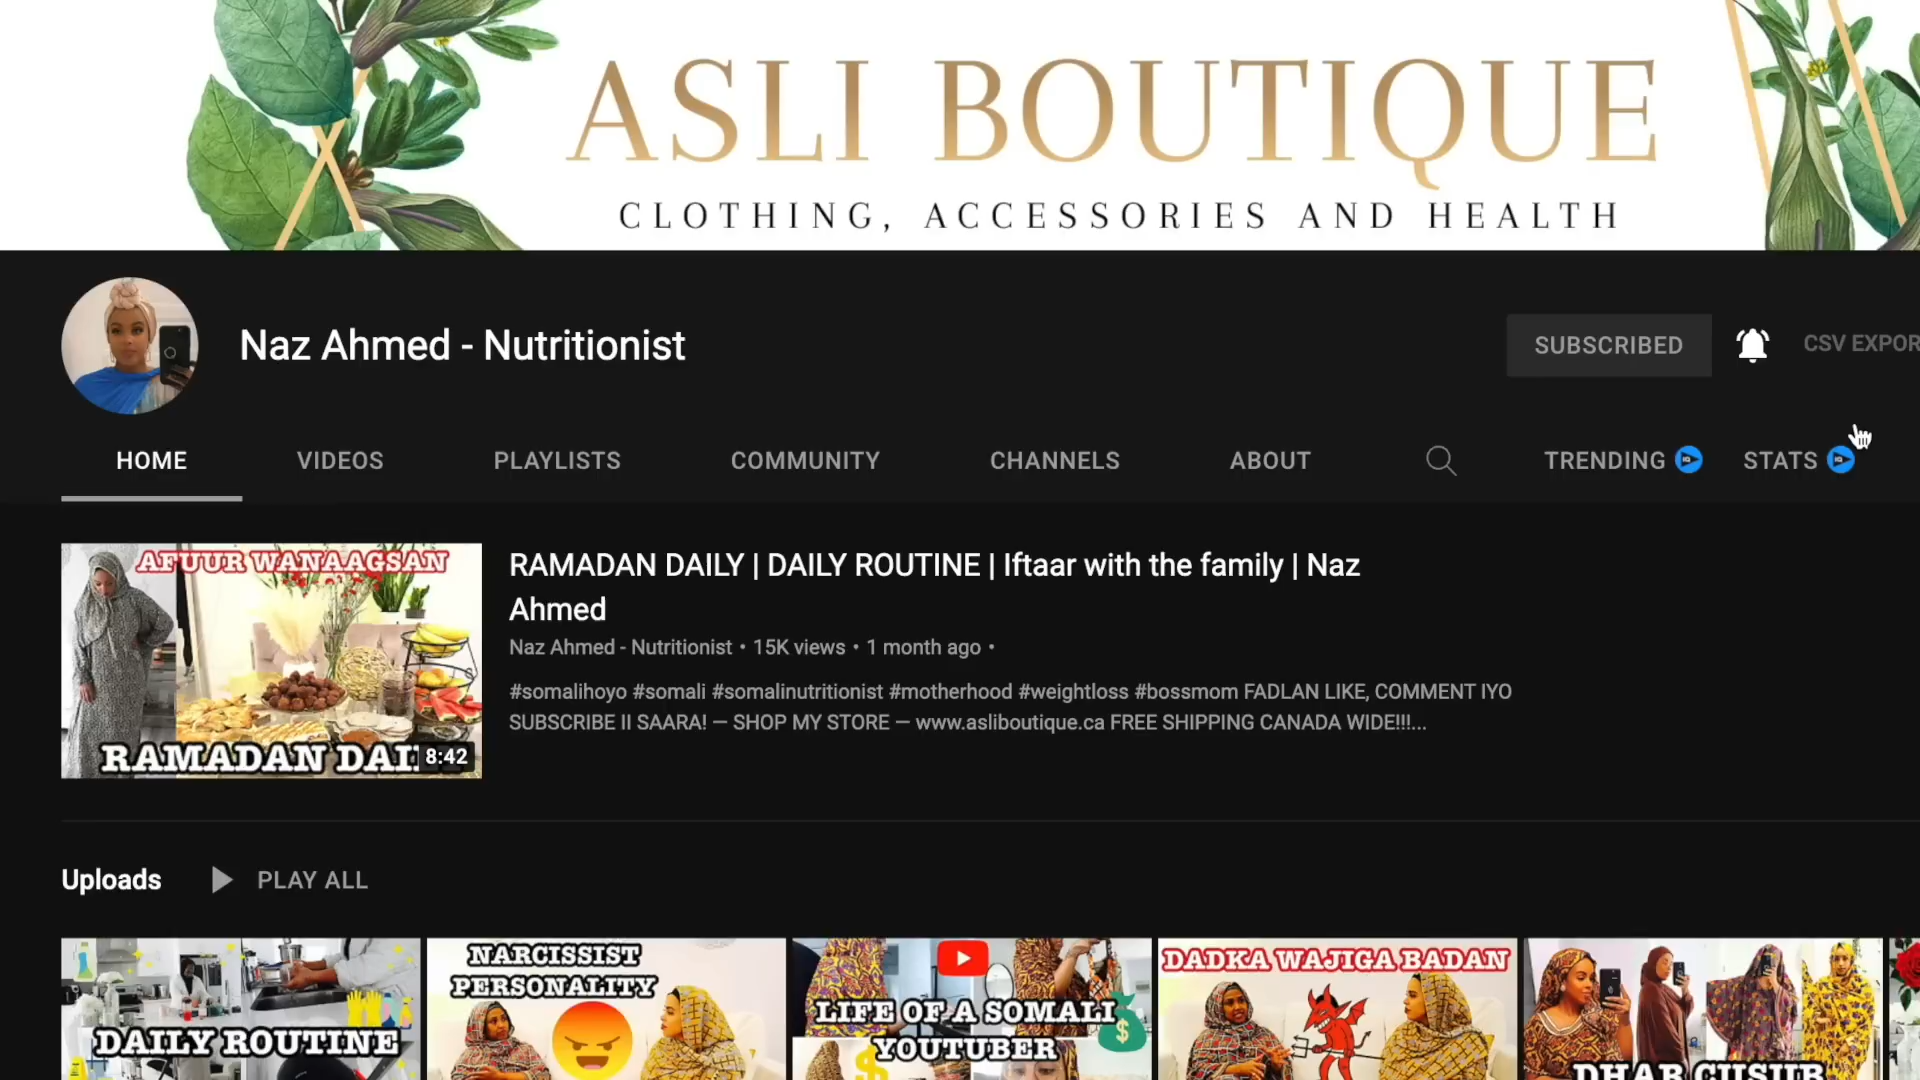 ASLI BOUTIQUE
CLOTHING, ACCESSORIES AND HEALTH
Naz Ahmed - Nutritionist
SUBSCRIBED
CSV EXPOR
HOME
VIDEOS
PLAYLISTS
COMMUNITY
CHANNELS
ABOUT
TRENDING
STATS
AFUUR WANAAGSAN
RAMADAN DAI
8:42
RAMADAN DAILY | DAILY ROUTINE | Iftaar with the family | Naz
Ahmed
Naz Ahmed - Nutritionist • 15K views • 1 month ago •
#somalihoyo #somali #somalinutritionist #motherhood #weightloss #bossmom FADLAN LIKE, COMMENT IYO
SUBSCRIBE II SAARA! — SHOP MY STORE — www.asliboutique.ca FREE SHIPPING CANADA WIDE!!!...
Uploads
PLAY ALL
DAILY ROUTINE
NARCISSIST
PERSONALITY
LIFE OF A SOMALI
YOUTUBER
DADKA WAJIGA BADAN
DHAR CUSUB